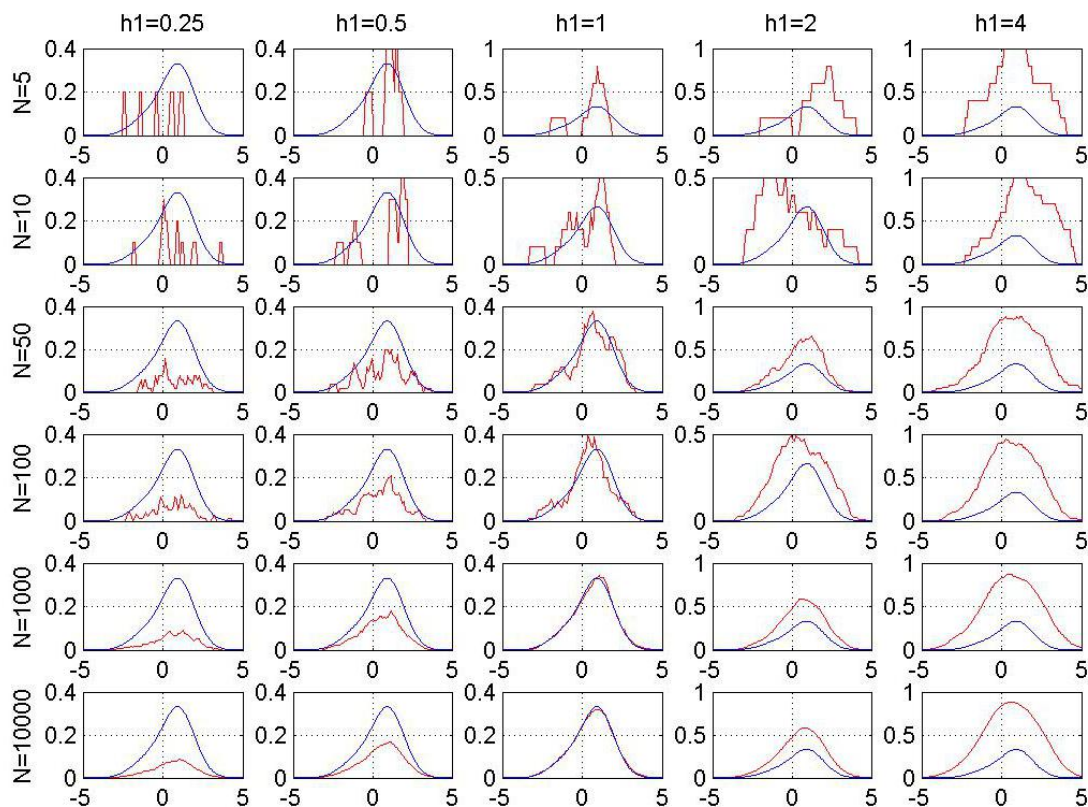 h1=0.25 h1=0.5 h1=1 h1=2 h1=4
N=5
0.4 0.4 1 1 1
0.2 0.2 0.5 0.5 0.5
0 0 0 0 0
-5 0 5 -5 0 5 -5 0 5 -5 0 5 -5 0 5
N=10
0.4 0.4 0.5 0.5 1
0.2 0.2 0.5
0 0 0 0 0
-5 0 5 -5 0 5 -5 0 5 -5 0 5 -5 0 5
N=50
0.4 0.4 0.4 1 1
0.2 0.2 0.2 0.5 0.5
0 0 0 0 0
-5 0 5 -5 0 5 -5 0 5 -5 0 5 -5 0 5
N=100
0.4 0.4 0.4 0.5 1
0.2 0.2 0.2 0.5
0 0 0 0 0
-5 0 5 -5 0 5 -5 0 5 -5 0 5 -5 0 5
N=1000
0.4 0.4 0.4 1 1
0.2 0.2 0.2 0.5 0.5
0 0 0 0 0
-5 0 5 -5 0 5 -5 0 5 -5 0 5 -5 0 5
N=10000
0.4 0.4 0.4 1 1
0.2 0.2 0.2 0.5 0.5
0 0 0 0 0
-5 0 5 -5 0 5 -5 0 5 -5 0 5 -5 0 5